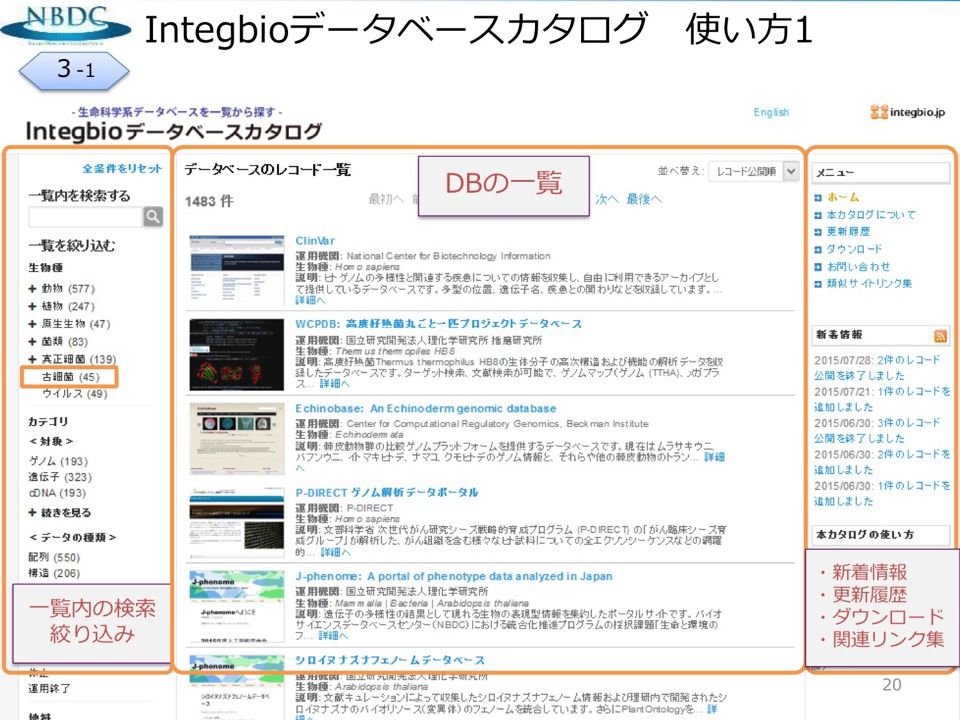 NBDC
Integbioデータベースカタログ　使い方1
3-1
- 生命科学系データベースを一覧から探す -
Integbioデータベースカタログ
English
integbio.jp
全条件をリセット
一覧内を検索する
一覧を絞り込む
生物種
+ 動物 (577)
+ 植物 (247)
+ 原生生物 (47)
+ 菌類 (83)
+ 真正細菌 (139)
古細菌 (45)
ウイルス (49)
カテゴリ
＜対象＞
ゲノム (193)
遺伝子 (323)
cDNA (193)
+ 続きを見る
＜データの種類＞
配列 (550)
構造 (206)
一覧内の検索
絞り込み
休止
運用終了
地域
データベースのレコード一覧
DBの一覧
並べ替え: レコード公開順
1483 件
最初へ 前 次へ 最後へ
ClinVar
運用機関: National Center for Biotechnology Information
生物種: Homo sapiens
説明: ヒトゲノムの多様性と関連する疾患についての情報を収集し、自由に利用できるアーカイブとし
て提供しているデータベースです。多型の位置、遺伝子名、疾患との関わりなどを収録しています。...
詳細へ
WCPDB: 高度好熱菌丸ごと一匹プロジェクトデータベース
運用機関: 国立研究開発法人理化学研究所 播磨研究所
生物種: Thermus thermopiles HB8
説明: 高度好熱菌Thermus thermophilus HB8の生体分子の高次構造および機能の解析データを収
録したデータベースです。ターゲット検索、文献検索が可能で、ゲノムマップ(ゲノム (TTHA)、メガプラ
ス... 詳細へ
Echinobase: An Echinoderm genomic database
運用機関: Center for Computational Regulatory Genomics, Beckman Institute
生物種: Echinodermata
説明: 棘皮動物群の比較ゲノムプラットフォームを提供するデータベースです。現在はムラサキウニ、
バフンウニ、イトマキヒトデ、ナマコ、クモヒトデのゲノム情報と、それらや他の棘皮動物のトラン... 詳細
へ
P-DIRECT ゲノム解析データポータル
運用機関: P-DIRECT
生物種: Homo sapiens
説明: 文部科学省 次世代がん研究シーズ戦略的育成プログラム (P-DIRECT) の「がん臨床シーズ育
成グループ」が解析した、がん組織を含む様々なヒト試料についての全エクソンシーケンスなどの網羅
的... 詳細へ
J-phenome: A portal of phenotype data analyzed in Japan
運用機関: 国立研究開発法人理化学研究所
生物種: Mammalia | Bacteria | Arabidopsis thaliana
説明: 遺伝子の多様性の結果として現れる生物の表現型情報を集約したポータルサイトです。バイオ
サイエンスデータベースセンター(NBDC)における統合化推進プログラムの採択課題「生命と環境の
フ... 詳細へ
シロイヌナズナフェノームデータベース
運用機関: 国立研究開発法人理化学研究所
生物種: Arabidopsis thaliana
説明: 文献キュレーションによって収集したシロイヌナズナフェノーム情報および理研内で開発されたシ
ロイヌナズナのバイオリソース(変異体)のフェノームを統合しています。さらにPlantOntologyを... 詳
細へ
J-phenome
J-phenomeへようこそ
J-phenome
メニュー
ホーム
本カタログについて
更新履歴
ダウンロード
お問い合わせ
類似サイトリンク集
新着情報
2015/07/28: 2件のレコード
公開を終了しました
2015/07/21: 1件のレコードを
追加しました
2015/06/30: 3件のレコード
公開を終了しました
2015/06/30: 2件のレコードを
追加しました
2015/06/30: 1件のレコードを
追加しました
本カタログの使い方
・新着情報
・更新履歴
・ダウンロード
・関連リンク集
20